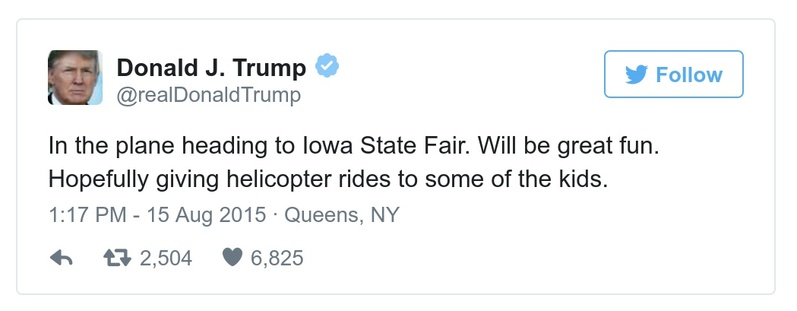 Donald J. Trump
@realDonaldTrump
Follow
In the plane heading to Iowa State Fair. Will be great fun.
Hopefully giving helicopter rides to some of the kids.
1:17 PM - 15 Aug 2015 · Queens, NY
2,504 6,825